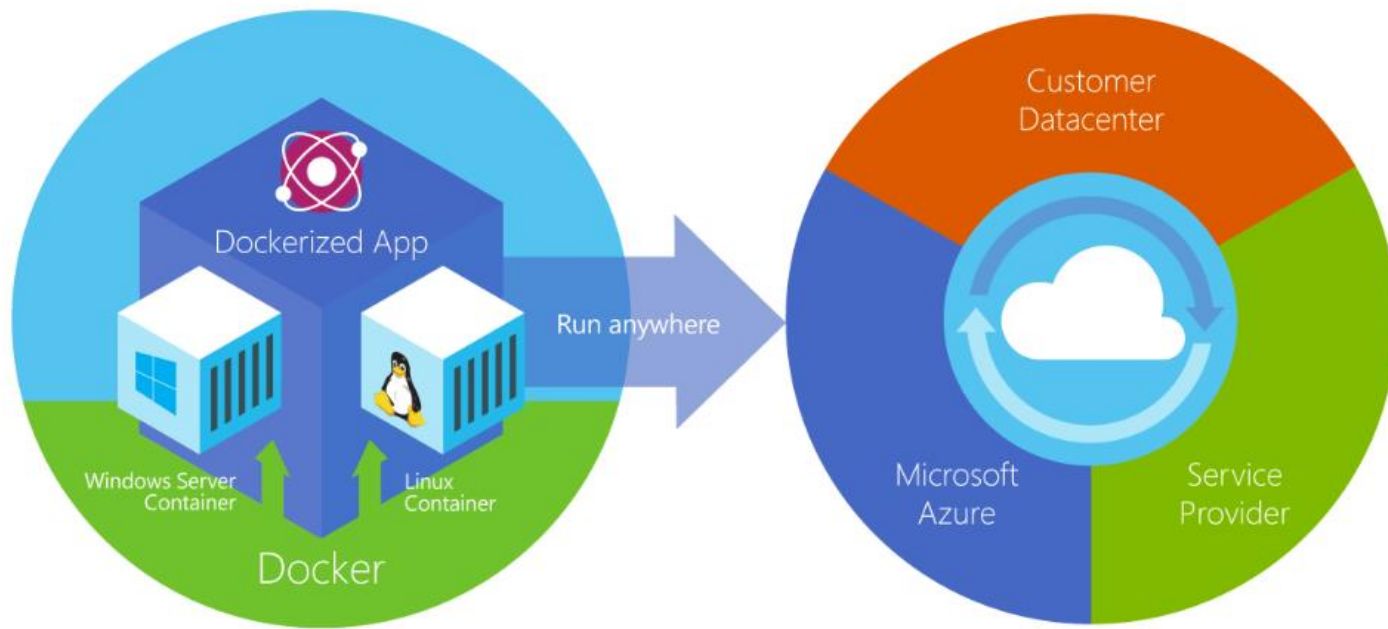 Dockerized App
Windows Server
Container
Linux
Container
Docker
Run anywhere
Customer
Datacenter
Microsoft
Azure
Service
Provider